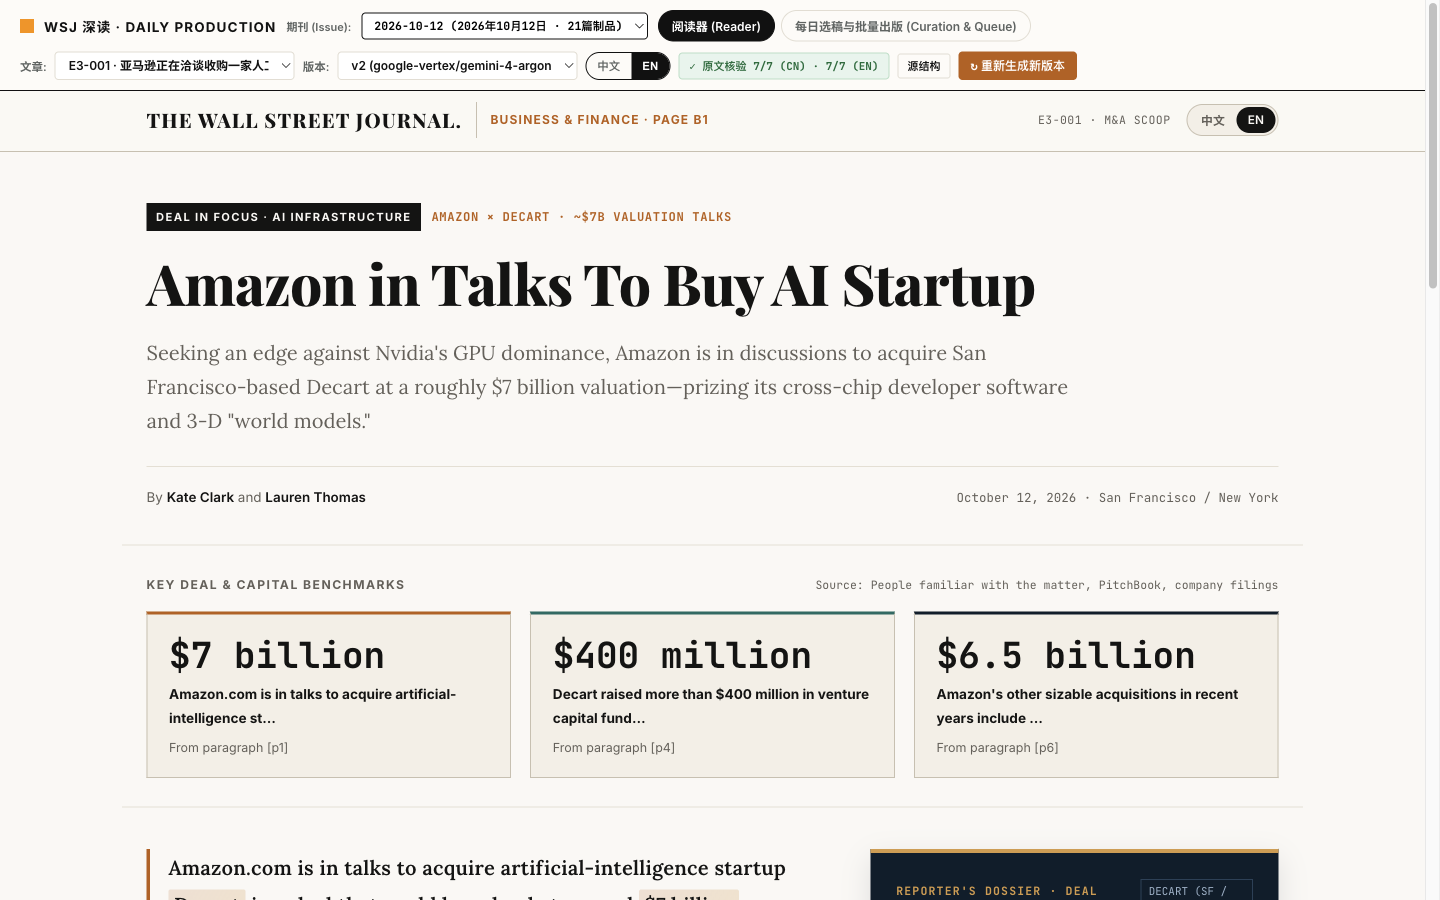 WSJ 深读 · DAILY PRODUCTION 期刊 (Issue): 2026-10-12 (2026年10月12日 · 21篇制品) 阅读器 (Reader) 每日选稿与批量出版 (Curation & Queue)
文章: E3-001 · 亚马逊正在洽谈收购一家人工 版本: v2 (google-vertex/gemini-4-argon 中文 EN ✓ 原文核验 7/7 (CN) · 7/7 (EN) 源结构 ↻ 重新生成新版本
THE WALL STREET JOURNAL. BUSINESS & FINANCE · PAGE B1 E3-001 · M&A SCOOP 中文 EN
DEAL IN FOCUS · AI INFRASTRUCTURE AMAZON × DECART · ~$7B VALUATION TALKS
Amazon in Talks To Buy AI Startup
Seeking an edge against Nvidia's GPU dominance, Amazon is in discussions to acquire San
Francisco-based Decart at a roughly $7 billion valuation—prizing its cross-chip developer software
and 3-D "world models."
By Kate Clark and Lauren Thomas October 12, 2026 · San Francisco / New York
KEY DEAL & CAPITAL BENCHMARKS Source: People familiar with the matter, PitchBook, company filings
$7 billion
Amazon.com is in talks to acquire artificial-
intelligence st...
From paragraph [p1]
$400 million
Decart raised more than $400 million in venture
capital fund...
From paragraph [p4]
$6.5 billion
Amazon's other sizable acquisitions in recent
years include ...
From paragraph [p6]
Amazon.com is in talks to acquire artificial-intelligence startup
REPORTER'S DOSSIER · DEAL DECART (SF /